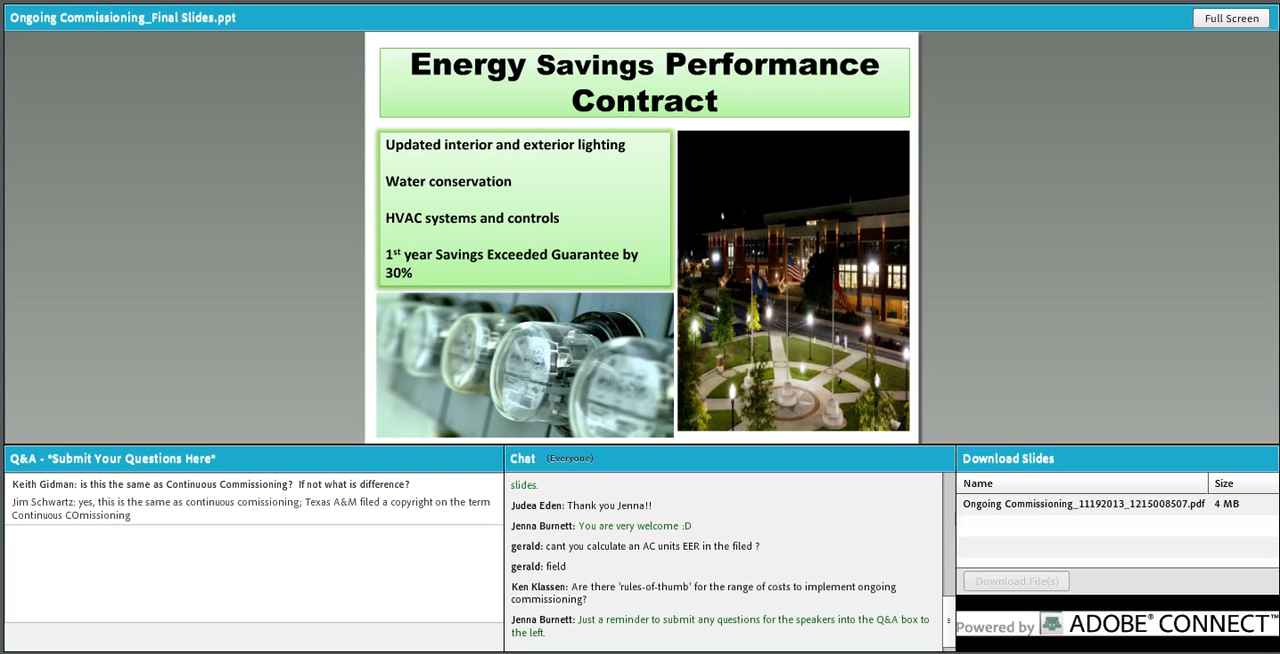 Ongoing Commissioning_Final Slides.ppt
Full Screen
Energy Savings Performance
Contract
Updated interior and exterior lighting
Water conservation
HVAC systems and controls
1st year Savings Exceeded Guarantee by
30%
Q&A - *Submit Your Questions Here*
Keith Gidman: is this the same as Continuous Commissioning? If not what is difference?
Jim Schwartz: yes, this is the same as continuous comissioning; Texas A&M filed a copyright on the term
Continuous COmissioning
Chat (Everyone)
slides.
Judea Eden: Thank you Jenna!!
Jenna Burnett: You are very welcome :D
gerald: cant you calculate an AC units EER in the filed ?
gerald: field
Ken Klassen: Are there 'rules-of-thumb' for the range of costs to implement ongoing
commissioning?
Jenna Burnett: Just a reminder to submit any questions for the speakers into the Q&A box to
the left.
Download Slides
Name Size
Ongoing Commissioning_11192013_1215008507.pdf 4 MB
Download File(s)
Powered by ADOBE® CONNECT™